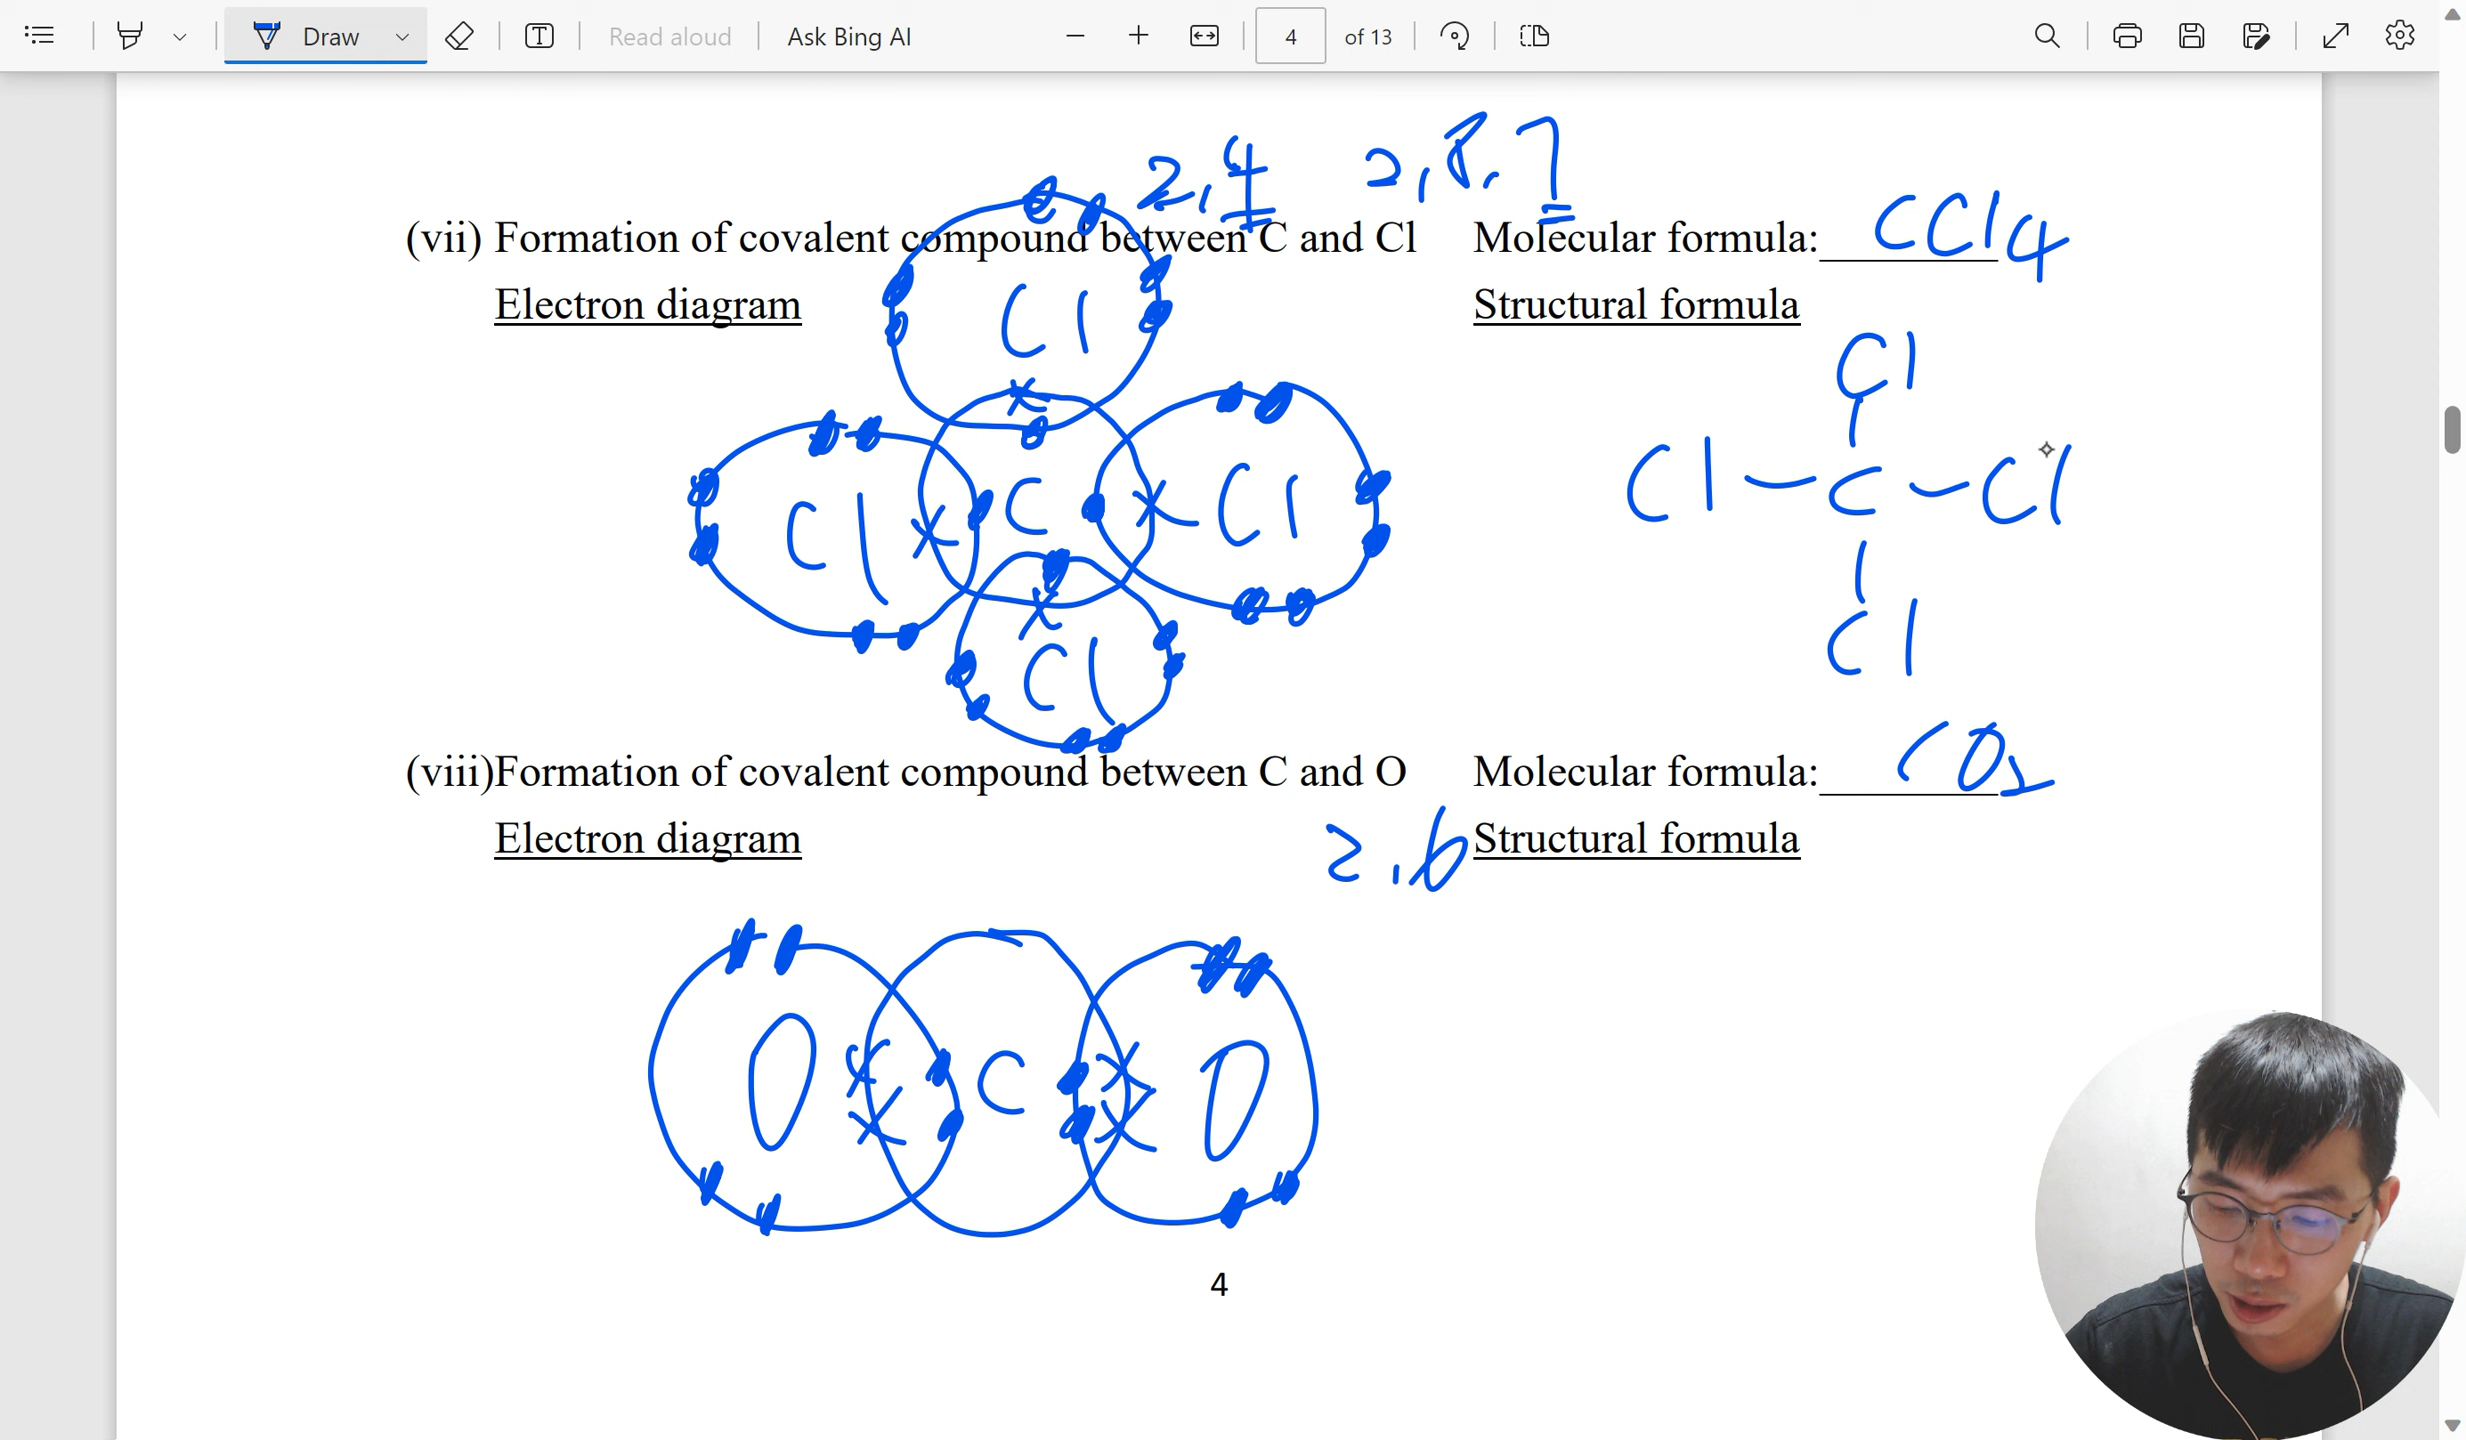 Draw Read aloud Ask Bing AI 4 of 13
2,4 2,8,7
(vii) Formation of covalent compound between C and Cl Molecular formula: CCl4
Electron diagram Structural formula
Cl
Cl C Cl
Cl
Cl
Cl – C – Cl
Cl
(viii)Formation of covalent compound between C and O Molecular formula: CO2
Electron diagram 2,6 Structural formula
O C O
4